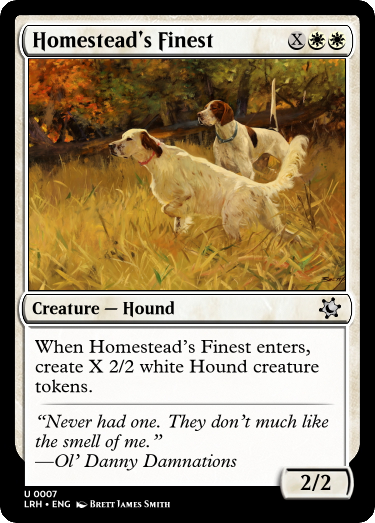 Homestead's Finest X
Creature — Hound
When Homestead's Finest enters,
create X 2/2 white Hound creature
tokens.
"Never had one. They don't much like
the smell of me."
—Ol' Danny Damnations
2/2
U 0007
LRH • ENG Brett James Smith